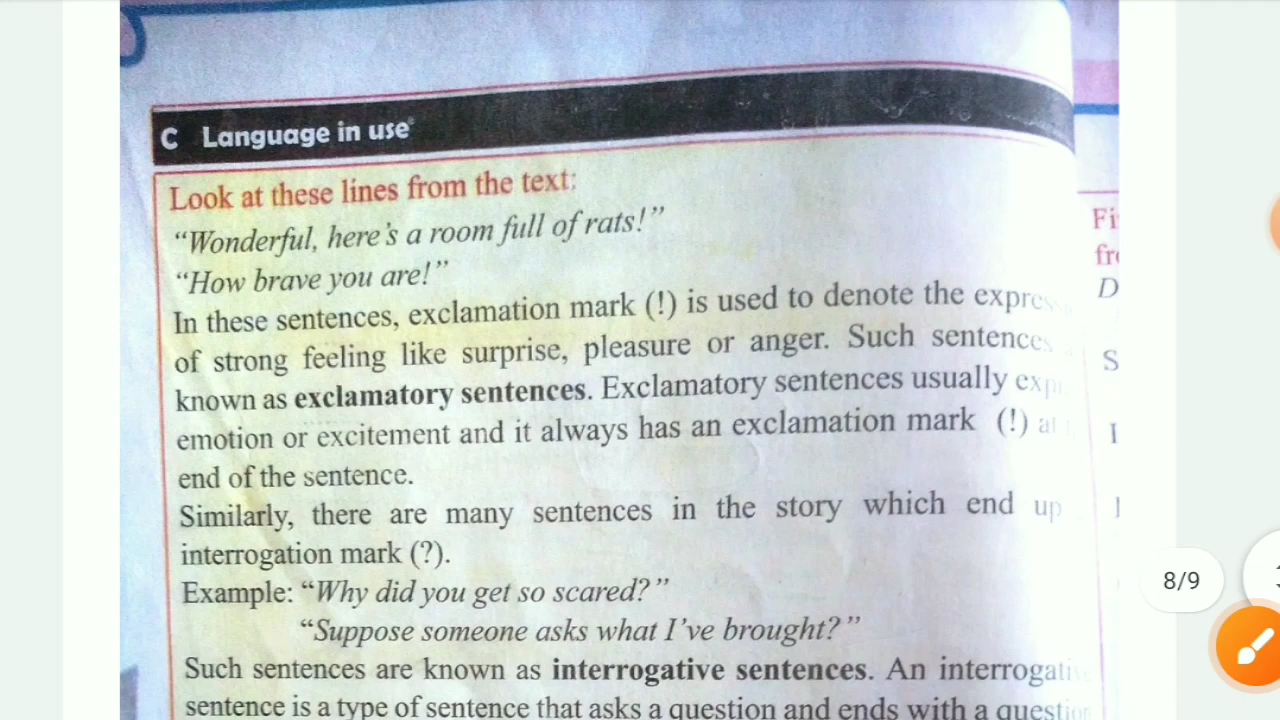 C Language in use
Look at these lines from the text:
“Wonderful, here’s a room full of rats!”
“How brave you are!”
In these sentences, exclamation mark (!) is used to denote the
of strong feeling like surprise, pleasure or anger. Such sentences
known as exclamatory sentences. Exclamatory sentences usually
emotion or excitement and it always has an exclamation mark (!) at
end of the sentence.
Similarly, there are many sentences in the story which end up
interrogation mark (?).
Example: “Why did you get so scared?”
“Suppose someone asks what I’ve brought?”
Such sentences are known as interrogative sentences. An
sentence is a type of sentence that asks a question and ends with a question
D
S
8/9